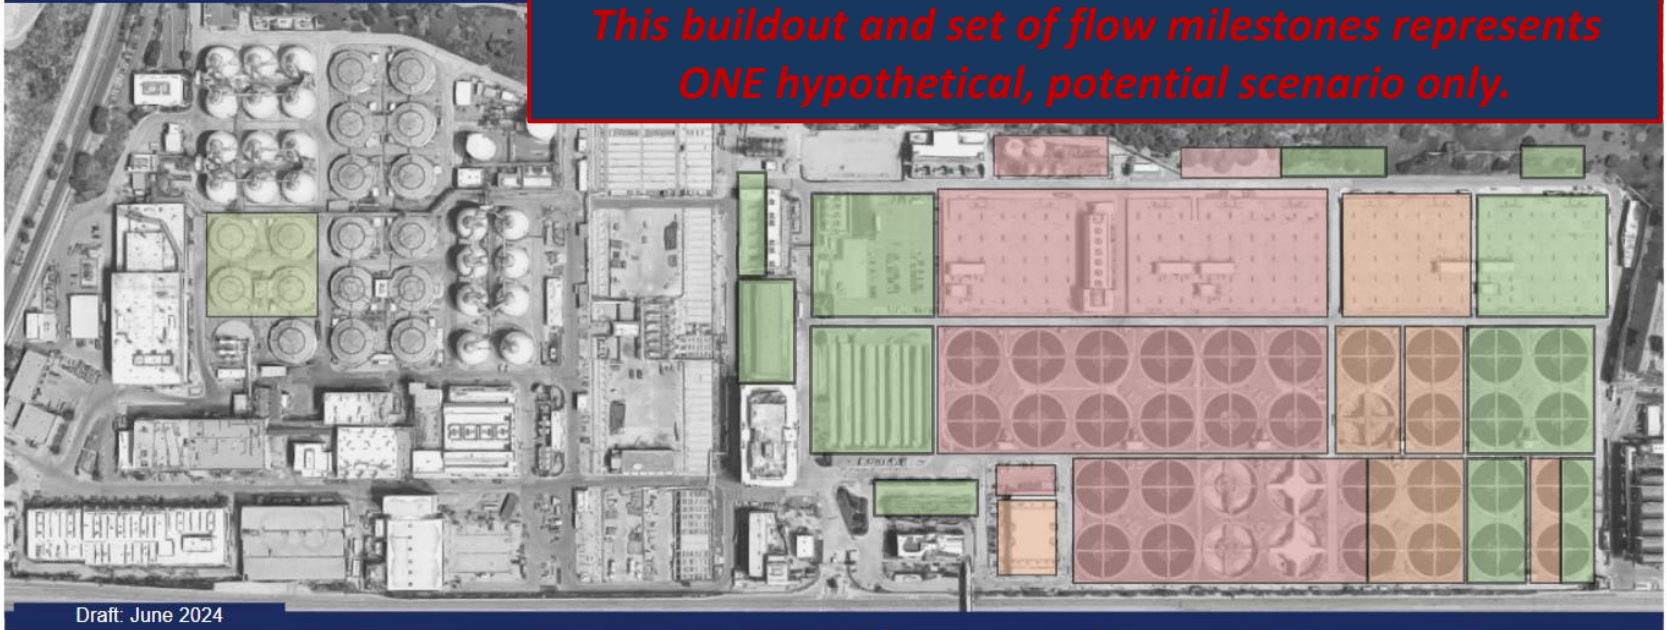 This buildout and set of flow milestones represents
ONE hypothetical, potential scenario only.
Draft: June 2024